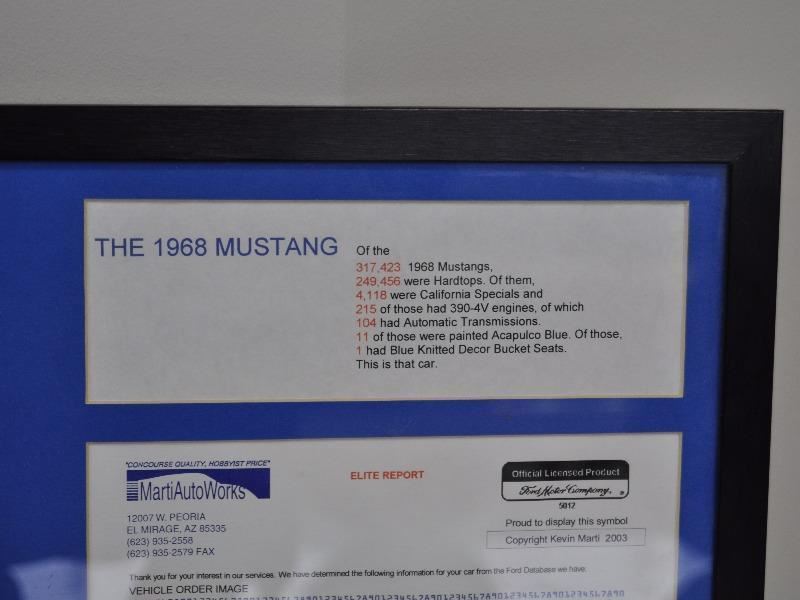 THE 1968 MUSTANG
Of the
317,423 1968 Mustangs,
249,456 were Hardtops. Of them,
4,118 were California Specials and
215 of those had 390-4V engines, of which
104 had Automatic Transmissions.
11 of those were painted Acapulco Blue. Of those,
1 had Blue Knitted Decor Bucket Seats.
This is that car.
"CONCOURSE QUALITY, HOBBYIST PRICE"
MartiAutoWorks
12007 W. PEORIA
EL MIRAGE, AZ 85335
(623) 935-2558
(623) 935-2579 FAX
ELITE REPORT
Official Licensed Product
Ford Motor Company,
5012
Proud to display this symbol
Copyright Kevin Marti 2003
Thank you for your interest in our services. We have determined the following information for your car from the Ford Database we have:
VEHICLE ORDER IMAGE